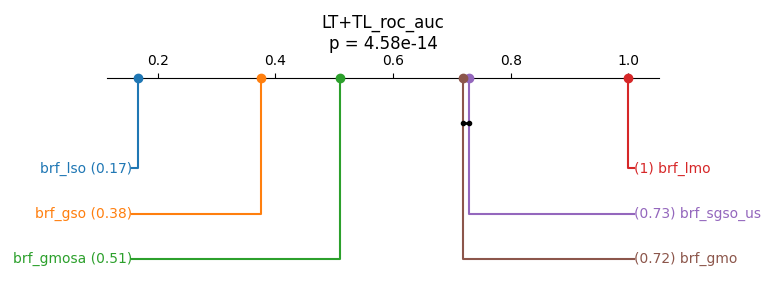 LT+TL_roc_auc
p = 4.58e-14
0.2 0.4 0.6 0.8 1.0
brf_lso (0.17) (1) brf_lmo
brf_gso (0.38) (0.73) brf_sgso_us
brf_gmosa (0.51) (0.72) brf_gmo